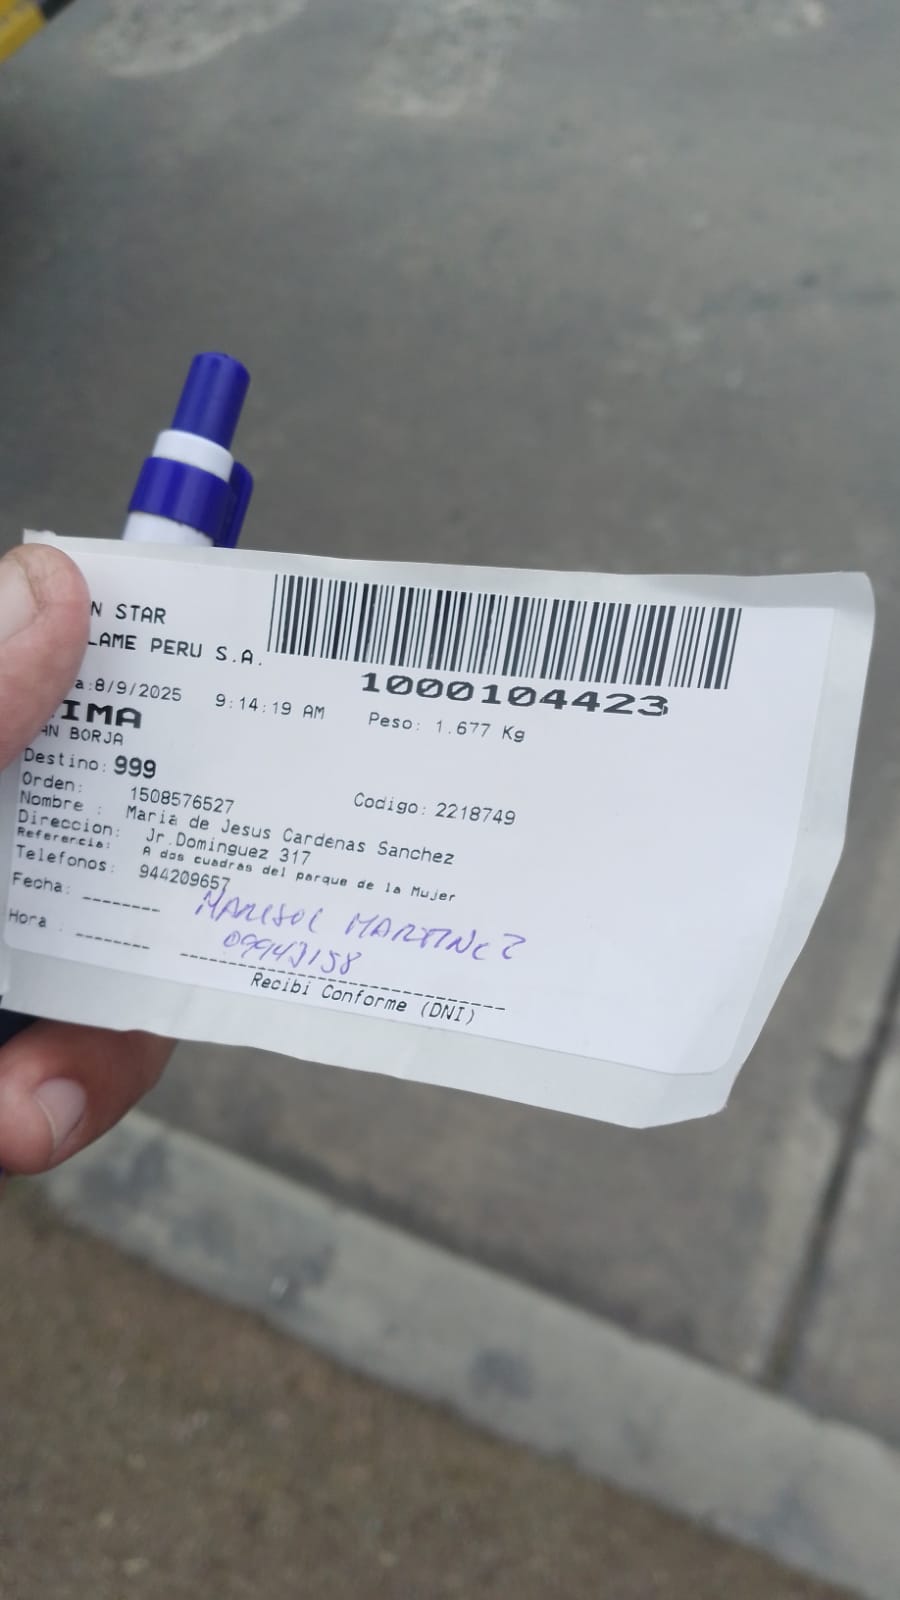 N STAR
LAME PERU S.A.
a:8/9/2025 9:14:19 AM
1000104423
Peso: 1.677 Kg
IMA
AN BORJA
Destino: 999
Orden: 1508576527 Codigo: 2218749
Nombre : Maria de Jesus Cardenas Sanchez
Direccion: Jr.Dominguez 317
Referencia: A dos cuadras del parque de la Mujer
Telefonos: 944209657
Fecha: --------
MARISOL MARTINEZ
Hora : --------
Recibi Conforme (DNI)